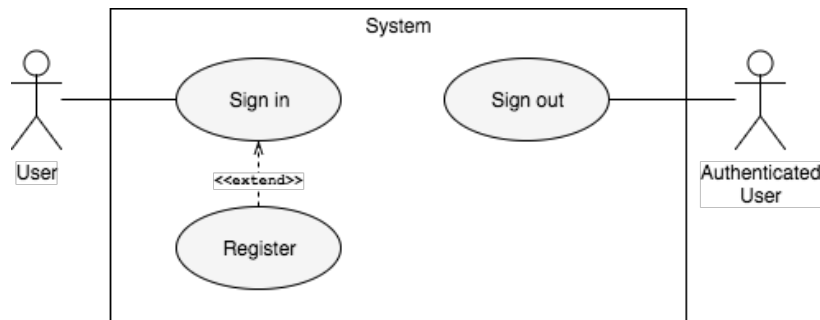 System
Sign in
Sign out
User
<<extend>>
Authenticated
User
Register